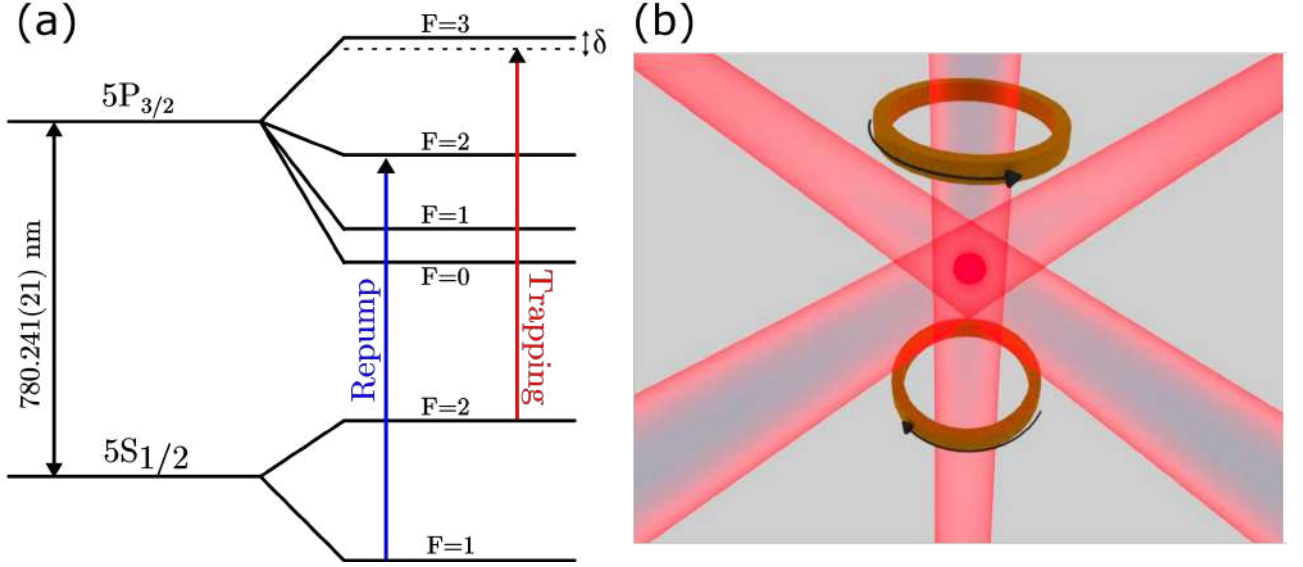 (a)
F=3
δ
5P3/2
F=2
F=1
F=0
780.241(21) nm
Repump
Trapping
F=2
5S1/2
F=1
(b)